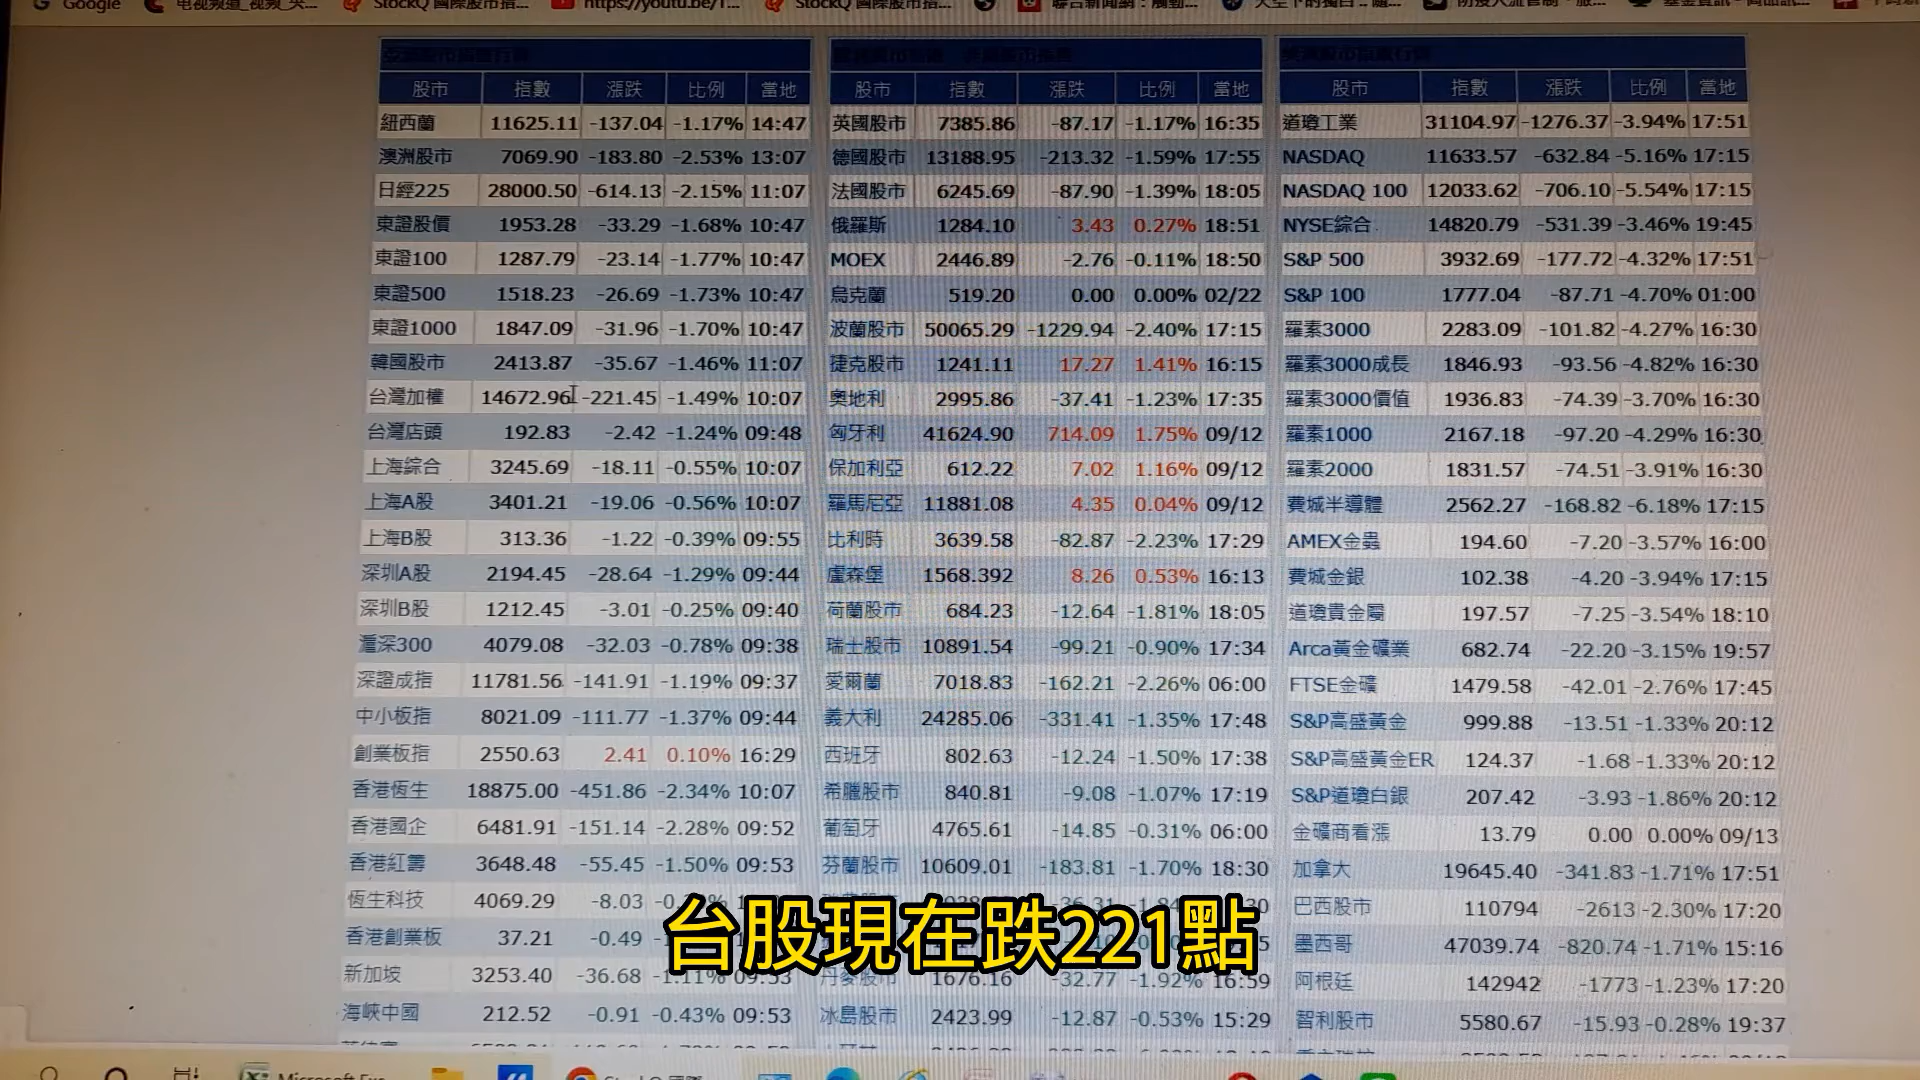 Google
StockQ 國際股市指...
https://youtu.be/1...
StockQ 國際股市指...
股市 指數 漲跌 比例 當地
紐西蘭 11625.11 -137.04 -1.17% 14:47
澳洲股市 7069.90 -183.80 -2.53% 13:07
日經225 28000.50 -614.13 -2.15% 11:07
東證股價 1953.28 -33.29 -1.68% 10:47
東證100 1287.79 -23.14 -1.77% 10:47
東證500 1518.23 -26.69 -1.73% 10:47
東證1000 1847.09 -31.96 -1.70% 10:47
韓國股市 2413.87 -35.67 -1.46% 11:07
台灣加權 14672.96 -221.45 -1.49% 10:07
台灣店頭 192.83 -2.42 -1.24% 09:48
上海綜合 3245.69 -18.11 -0.55% 10:07
上海A股 3401.21 -19.06 -0.56% 10:07
上海B股 313.36 -1.22 -0.39% 09:55
深圳A股 2194.45 -28.64 -1.29% 09:44
深圳B股 1212.45 -3.01 -0.25% 09:40
滬深300 4079.08 -32.03 -0.78% 09:38
深證成指 11781.56 -141.91 -1.19% 09:37
中小板指 8021.09 -111.77 -1.37% 09:44
創業板指 2550.63 2.41 0.10% 16:29
香港恆生 18875.00 -451.86 -2.34% 10:07
香港國企 6481.91 -151.14 -2.28% 09:52
香港紅籌 3648.48 -55.45 -1.50% 09:53
恆生科技 4069.29 -8.03
香港創業板 37.21 -0.49
新加坡 3253.40 -36.68 -1.11% 09:53
海峽中國 212.52 -0.91 -0.43% 09:53
股市 指數 漲跌 比例 當地
英國股市 7385.86 -87.17 -1.17% 16:35
德國股市 13188.95 -213.32 -1.59% 17:55
法國股市 6245.69 -87.90 -1.39% 18:05
俄羅斯 1284.10 3.43 0.27% 18:51
MOEX 2446.89 -2.76 -0.11% 18:50
烏克蘭 519.20 0.00 0.00% 02/22
波蘭股市 50065.29 -1229.94 -2.40% 17:15
捷克股市 1241.11 17.27 1.41% 16:15
奧地利 2995.86 -37.41 -1.23% 17:35
匈牙利 41624.90 714.09 1.75% 09/12
保加利亞 612.22 7.02 1.16% 09/12
羅馬尼亞 11881.08 4.35 0.04% 09/12
比利時 3639.58 -82.87 -2.23% 17:29
盧森堡 1568.392 8.26 0.53% 16:13
荷蘭股市 684.23 -12.64 -1.81% 18:05
瑞士股市 10891.54 -99.21 -0.90% 17:34
愛爾蘭 7018.83 -162.21 -2.26% 06:00
義大利 24285.06 -331.41 -1.35% 17:48
西班牙 802.63 -12.24 -1.50% 17:38
希臘股市 840.81 -9.08 -1.07% 17:19
葡萄牙 4765.61 -14.85 -0.31% 06:00
芬蘭股市 10609.01 -183.81 -1.70% 18:30
丹麥股市 1676.16 -32.77 -1.92% 16:59
冰島股市 2423.99 -12.87 -0.53% 15:29
股市 指數 漲跌 比例 當地
道瓊工業 31104.97 -1276.37 -3.94% 17:51
NASDAQ 11633.57 -632.84 -5.16% 17:15
NASDAQ 100 12033.62 -706.10 -5.54% 17:15
NYSE綜合 14820.79 -531.39 -3.46% 19:45
S&P 500 3932.69 -177.72 -4.32% 17:51
S&P 100 1777.04 -87.71 -4.70% 01:00
羅素3000 2283.09 -101.82 -4.27% 16:30
羅素3000成長 1846.93 -93.56 -4.82% 16:30
羅素3000價值 1936.83 -74.39 -3.70% 16:30
羅素1000 2167.18 -97.20 -4.29% 16:30
羅素2000 1831.57 -74.51 -3.91% 16:30
費城半導體 2562.27 -168.82 -6.18% 17:15
AMEX金蟲 194.60 -7.20 -3.57% 16:00
費城金銀 102.38 -4.20 -3.94% 17:15
道瓊貴金屬 197.57 -7.25 -3.54% 18:10
Arca黃金礦業 682.74 -22.20 -3.15% 19:57
FTSE金礦 1479.58 -42.01 -2.76% 17:45
S&P高盛黃金 999.88 -13.51 -1.33% 20:12
S&P高盛黃金ER 124.37 -1.68 -1.33% 20:12
S&P道瓊白銀 207.42 -3.93 -1.86% 20:12
金礦商看漲 13.79 0.00 0.00% 09/13
加拿大 19645.40 -341.83 -1.71% 17:51
巴西股市 110794 -2613 -2.30% 17:20
墨西哥 47039.74 -820.74 -1.71% 15:16
阿根廷 142942 -1773 -1.23% 17:20
智利股市 5580.67 -15.93 -0.28% 19:37
台股現在跌221點